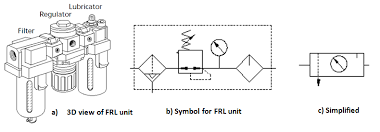 Lubricator
Regulator
Filter
a) 3D view of FRL unit
b) Symbol for FRL unit
c) Simplified